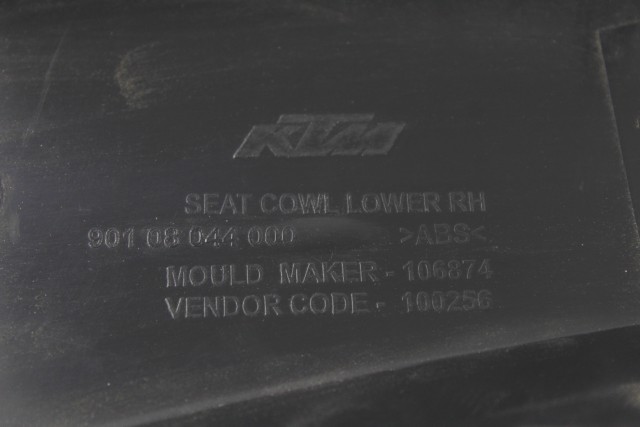 KTM
SEAT COWL LOWER RH
901 08 044 000 >ABS<
MOULD MAKER - 106874
VENDOR CODE - 100256